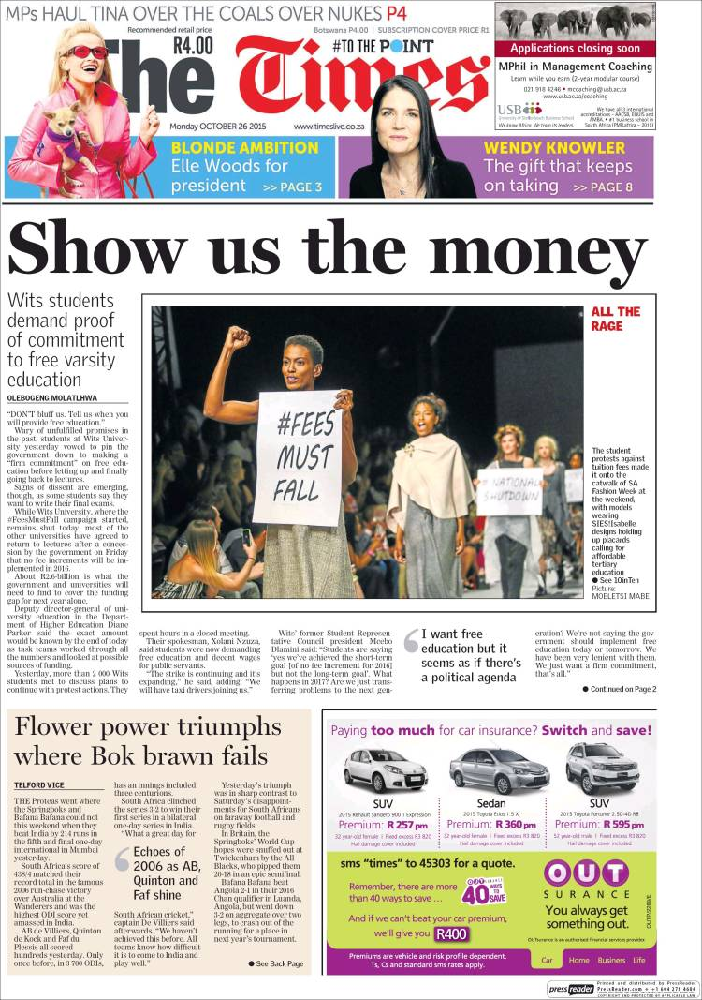 MPs HAUL TINA OVER THE COALS OVER NUKES P4
Recommended retail price
R4.00
Botswana P4.00 | SUBSCRIPTION COVER PRICE R1
#TO THE POINT
The Times
Monday OCTOBER 26 2015
www.timeslive.co.za
Applications closing soon
MPhil in Management Coaching
Learn while you earn (2-year modular course)
021 918 4246 • mcoaching@usb.ac.za
www.usb.ac.za/coaching
USB
University of Stellenbosch Business School
We know Africa. We train its leaders.
We have all 3 international
accreditations – AACSB, EQUIS and
AMBA. • #1 business school in
South Africa (PMR.africa – 2015)
BLONDE AMBITION
Elle Woods for
president >> PAGE 3
WENDY KNOWLER
The gift that keeps
on taking >> PAGE 8
Show us the money
Wits students
demand proof
of commitment
to free varsity
education
OLEBOGENG MOLATLHWA
“DON’T bluff us. Tell us when you
will provide free education.”
Wary of unfulfilled promises in
the past, students at Wits Univer-
sity yesterday vowed to pin the
government down to making a
“firm commitment” on free edu-
cation before letting up and finally
going back to lectures.
Signs of dissent are emerging,
though, as some students say they
want to write their final exams.
While Wits University, where the
#FeesMustFall campaign started,
remains shut today, most of the
other universities have agreed to
return to lectures after a conces-
sion by the government on Friday
that no fee increments will be im-
plemented in 2016.
About R2.6-billion is what the
government and universities will
need to find to cover the funding
gap for next year alone.
Deputy director-general of uni-
versity education in the Depart-
ment of Higher Education Diane
Parker said the exact amount
would be known by the end of today
as task teams worked through all
the numbers and looked at possible
sources of funding.
Yesterday, more than 2 000 Wits
students met to discuss plans to
continue with protest actions. They
#FEES
MUST
FALL
# NATIONAL
SHUTDOWN
ALL THE
RAGE
The student
protests against
tuition fees made
it onto the
catwalk of SA
Fashion Week at
the weekend,
with models
wearing
SIES!Isabelle
designs holding
up placards
calling for
affordable
tertiary
education
● See 10inTen
Picture:
MOELETSI MABE
spent hours in a closed meeting.
Their spokesman, Xolani Nzuza,
said students were now demanding
free education and decent wages
for public servants.
“The strike is continuing and it’s
expanding,” he said, adding: “We
will have taxi drivers joining us.”
Wits’ former Student Represen-
tative Council president Mcebo
Dlamini said: “Students are saying
‘yes we’ve achieved the short-term
goal [of no fee increment for 2016]
but not the long-term goal’. What
happens in 2017? Are we just trans-
ferring problems to the next gen-
‘I want free
education but it
seems as if there’s
a political agenda
eration? We’re not saying the gov-
ernment should implement free
education today or tomorrow. We
have been very lenient with them.
We just want a firm commitment,
that’s all.”
● Continued on Page 2
Flower power triumphs
where Bok brawn fails
TELFORD VICE
THE Proteas went where
the Springboks and
Bafana Bafana could not
this weekend when they
beat India by 214 runs in
the fifth and final one-day
international in Mumbai
yesterday.
South Africa’s score of
438/4 matched their
record total in the famous
2006 run-chase victory
over Australia at the
Wanderers and was the
highest ODI score yet
amassed in India.
AB de Villiers, Quinton
de Kock and Faf du
Plessis all scored
hundreds yesterday. Only
once before, in 3 700 ODIs,
has an innings included
three centurions.
South Africa clinched
the series 3-2 to win their
first series in a bilateral
one-day series in India.
“What a great day for
‘Echoes of
2006 as AB,
Quinton and
Faf shine
South African cricket,”
captain De Villiers said
afterwards. “We haven’t
achieved this before. All
teams know how difficult
it is to come to India and
play well.”
Yesterday’s triumph
was in sharp contrast to
Saturday’s disappoint-
ments for South Africans
on faraway football and
rugby fields.
In Britain, the
Springboks’ World Cup
hopes were snuffed out at
Twickenham by the All
Blacks, who pipped them
20-18 in an epic semifinal.
Bafana Bafana beat
Angola 2-1 in their 2016
Chan qualifier in Luanda,
Angola, but went down
3-2 on aggregate over two
legs, to crash out of the
running for a place in
next year’s tournament.
● See Back Page
Paying too much for car insurance? Switch and save!
SUV
2015 Renault Sandero 900 T Expression
Premium: R 257 pm
32 year-old female | Fixed excess R3 820
Hail damage cover included
Sedan
2015 Toyota Etios 1.5 Xi
Premium: R 360 pm
32 year-old female | Fixed excess R3 820
Hail damage cover included
SUV
2015 Toyota Fortuner 2.5D-4D RB
Premium: R 595 pm
52 year-old male | Fixed excess R3 820
Hail damage cover included
sms “times” to 45303 for a quote.
Remember, there are more
than 40 ways to save ...
OUTSURANCE
40 WAYS TO SAVE
And if we can’t beat your car premium,
we’ll give you R400
Premiums are vehicle and risk profile dependent.
Ts, Cs and standard sms rates apply.
OUT
SURANCE
You always get
something out.
OUTsurance is an authorised financial services provider.
OUTP/2289/E
Car Home Business Life
pressreader
Printed and distributed by PressReader
PressReader.com • +1 604 278 4604
COPYRIGHT AND PROTECTED BY APPLICABLE LAW